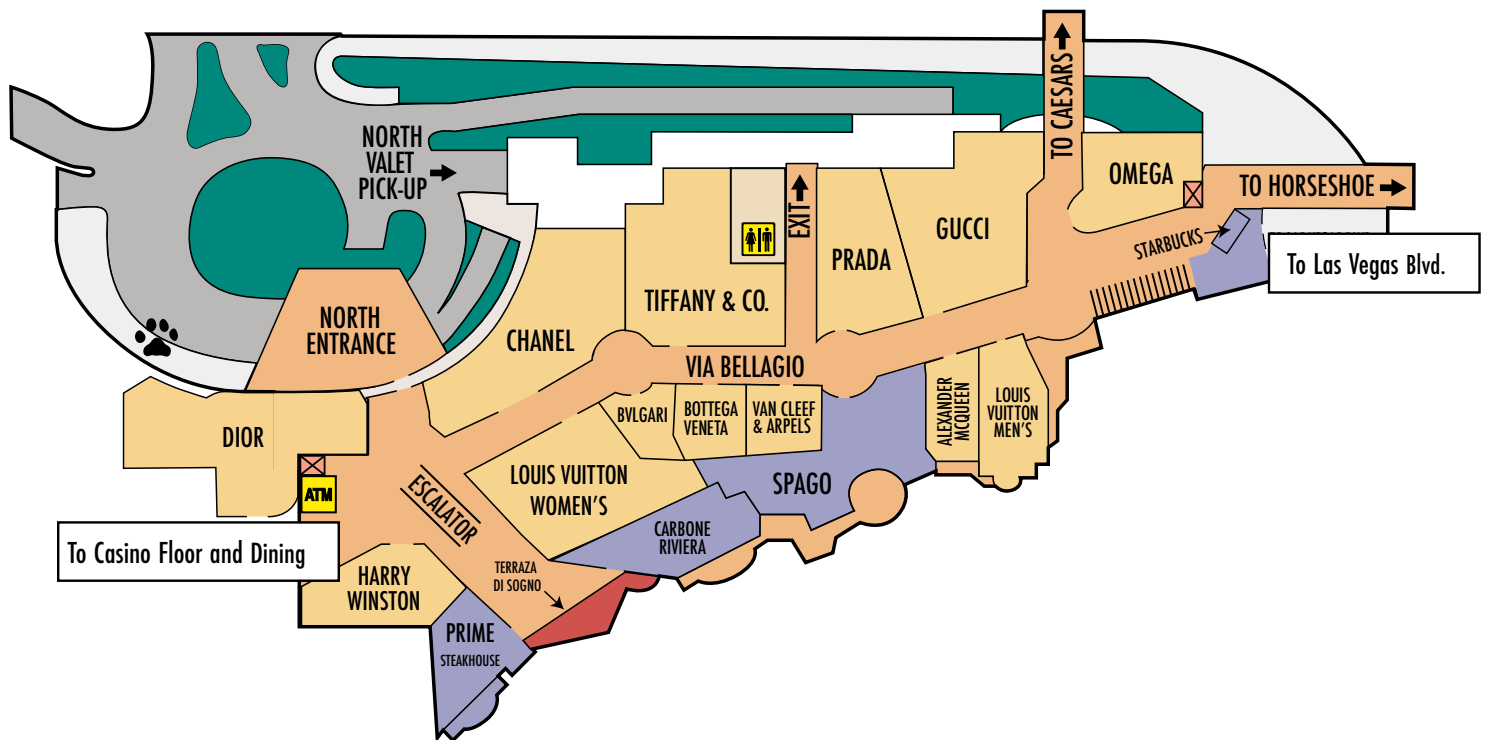 TO CAESARS
NORTH
VALET
PICK-UP
OMEGA
TO HORSESHOE
EXIT
GUCCI
STARBUCKS
PRADA
To Las Vegas Blvd.
TIFFANY & CO.
NORTH
ENTRANCE
CHANEL
VIA BELLAGIO
BVLGARI
BOTTEGA
VENETA
VAN CLEEF
& ARPELS
ALEXANDER
MCQUEEN
LOUIS
VUITTON
MEN'S
DIOR
LOUIS VUITTON
WOMEN'S
SPAGO
ATM
ESCALATOR
CARBONE
RIVIERA
To Casino Floor and Dining
TERRAZA
DI SOGNO
HARRY
WINSTON
PRIME
STEAKHOUSE